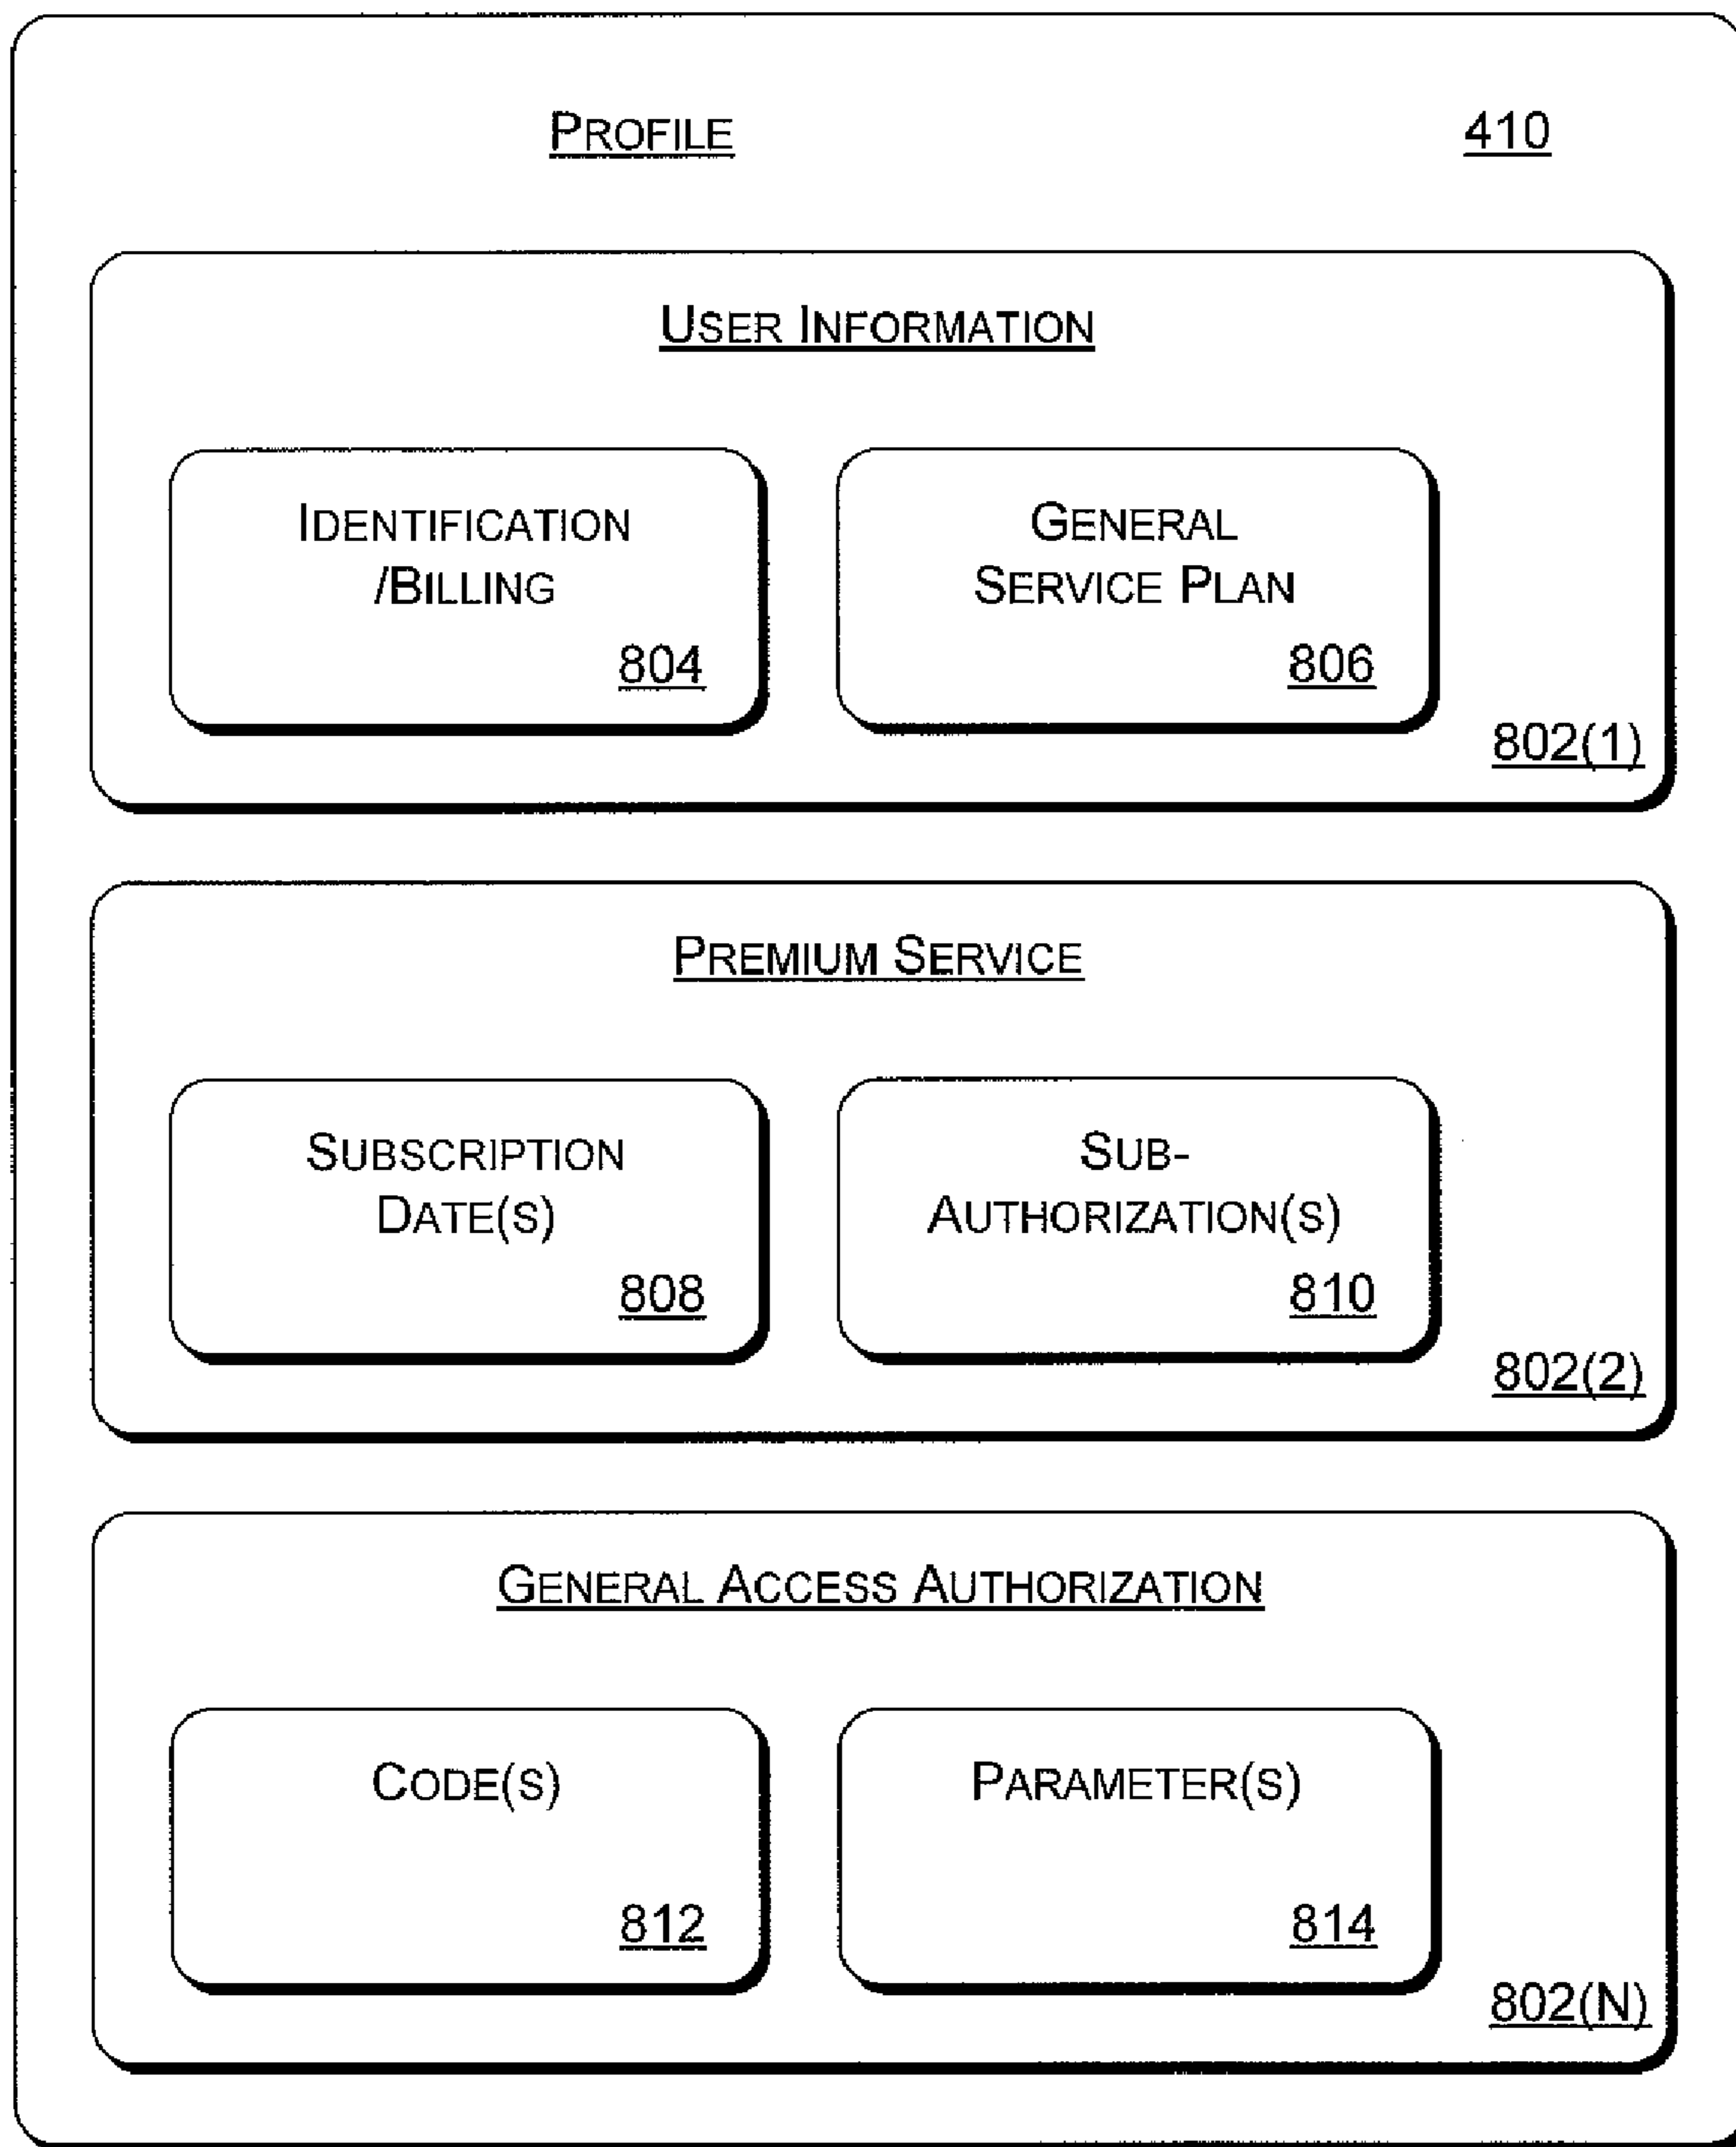 PROFILE 410
USER INFORMATION
IDENTIFICATION
/BILLING
804
GENERAL
SERVICE PLAN
806
802(1)
PREMIUM SERVICE
SUBSCRIPTION
DATE(S)
808
SUB-
AUTHORIZATION(S)
810
802(2)
GENERAL ACCESS AUTHORIZATION
CODE(S)
812
PARAMETER(S)
814
802(N)